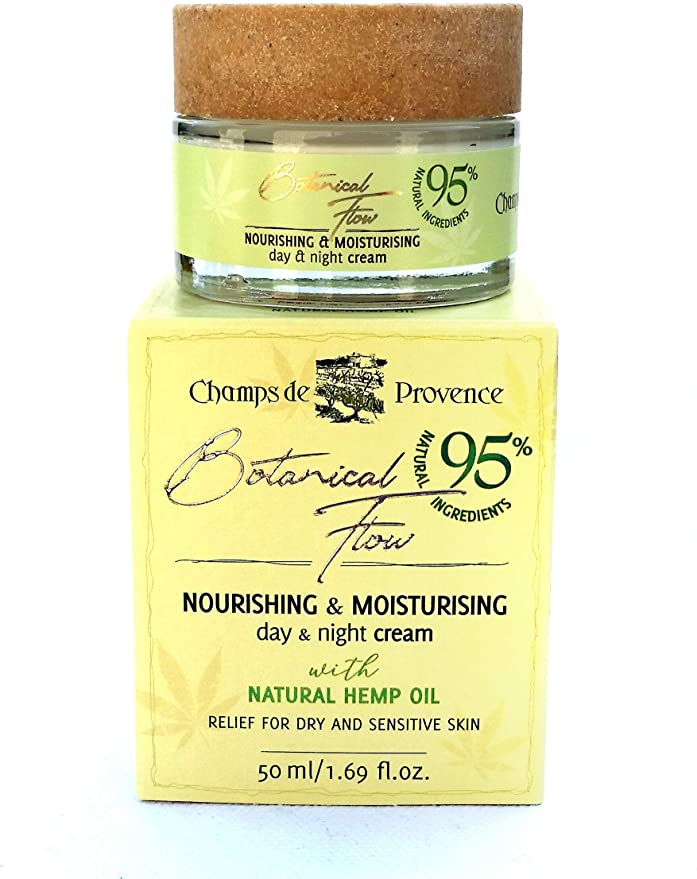 Botanical
Flow
95%
NATURAL INGREDIENTS
NOURISHING & MOISTURISING
day & night cream
NATURAL
OIL
Champs de Provence
Botanical
Flow
95%
NATURAL INGREDIENTS
NOURISHING & MOISTURISING
day & night cream
with
NATURAL HEMP OIL
RELIEF FOR DRY AND SENSITIVE SKIN
50 ml/1.69 fl.oz.